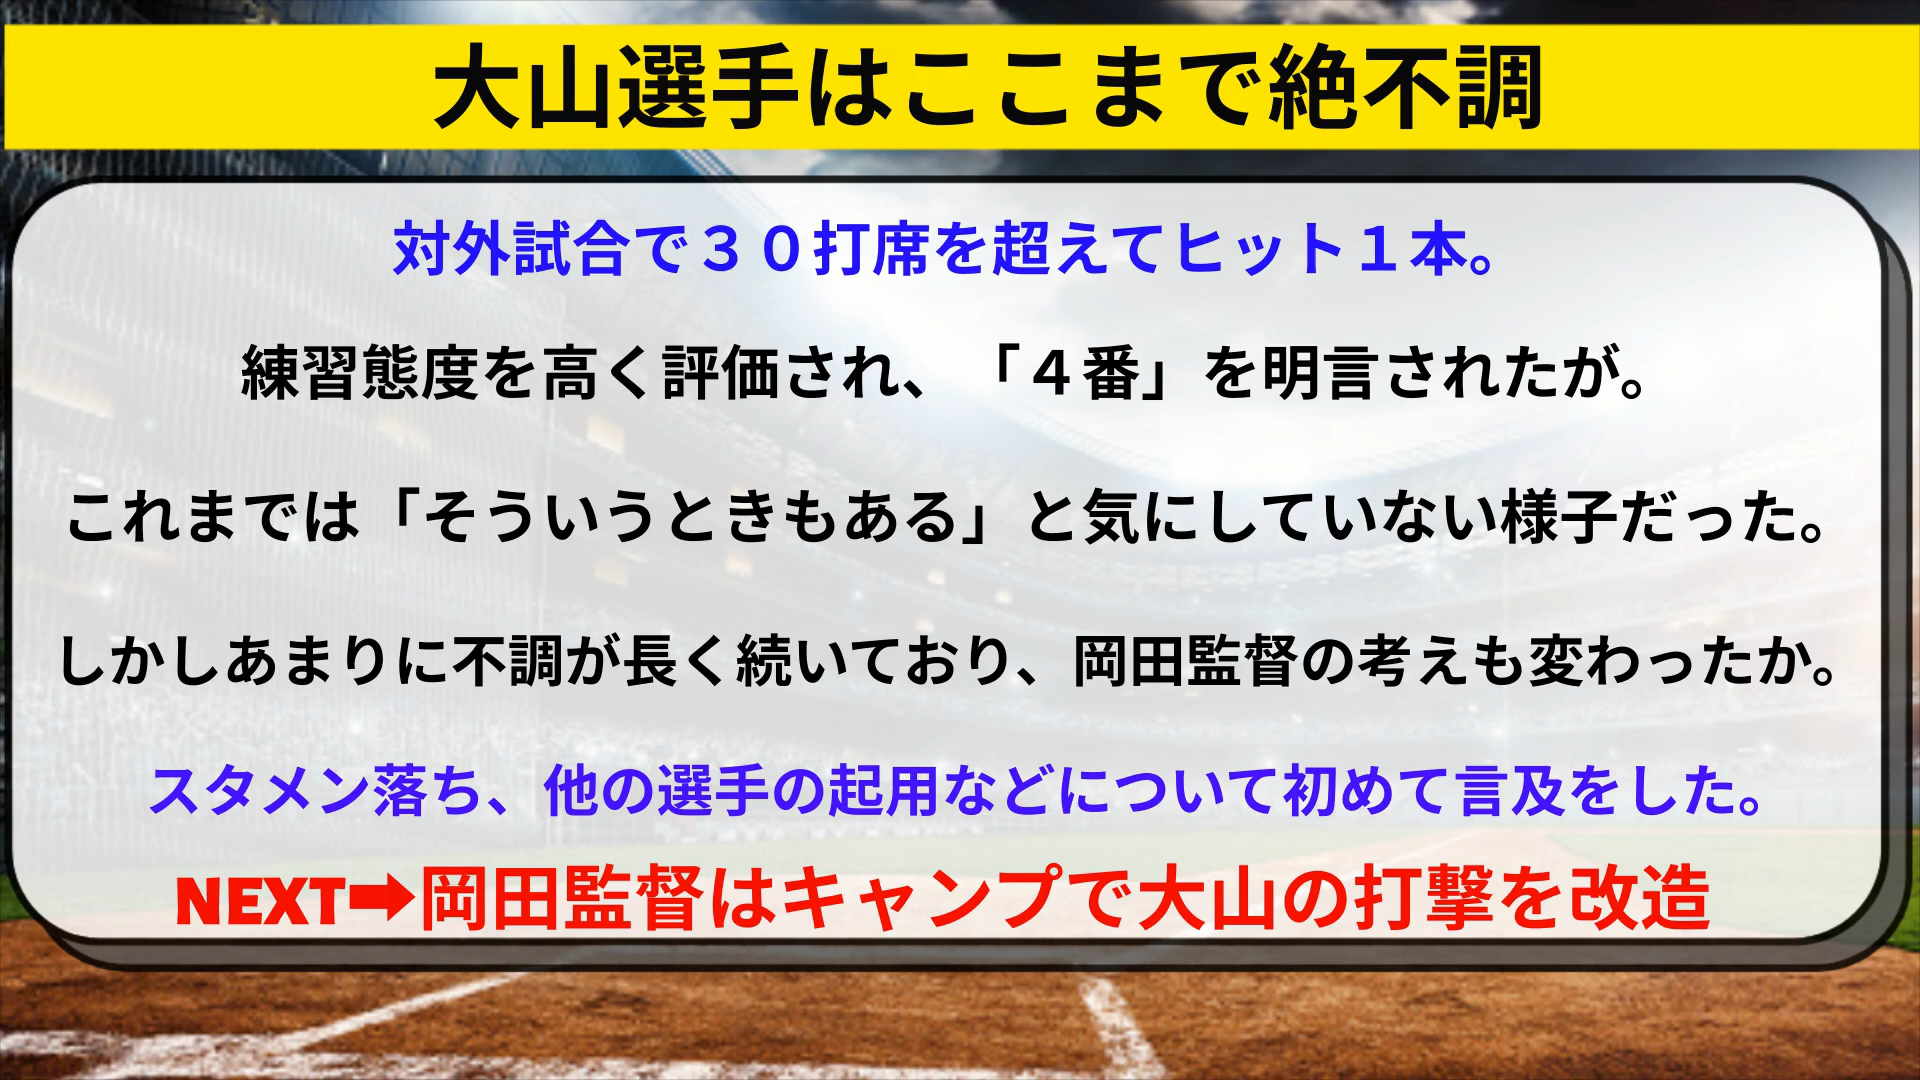 大山選手はここまで絶不調
対外試合で３０打席を超えてヒット１本。
練習態度を高く評価され、「４番」を明言されたが。
これまでは「そういうときもある」と気にしていない様子だった。
しかしあまりに不調が長く続いており、岡田監督の考えも変わったか。
スタメン落ち、他の選手の起用などについて初めて言及をした。
NEXT➡岡田監督はキャンプで大山の打撃を改造